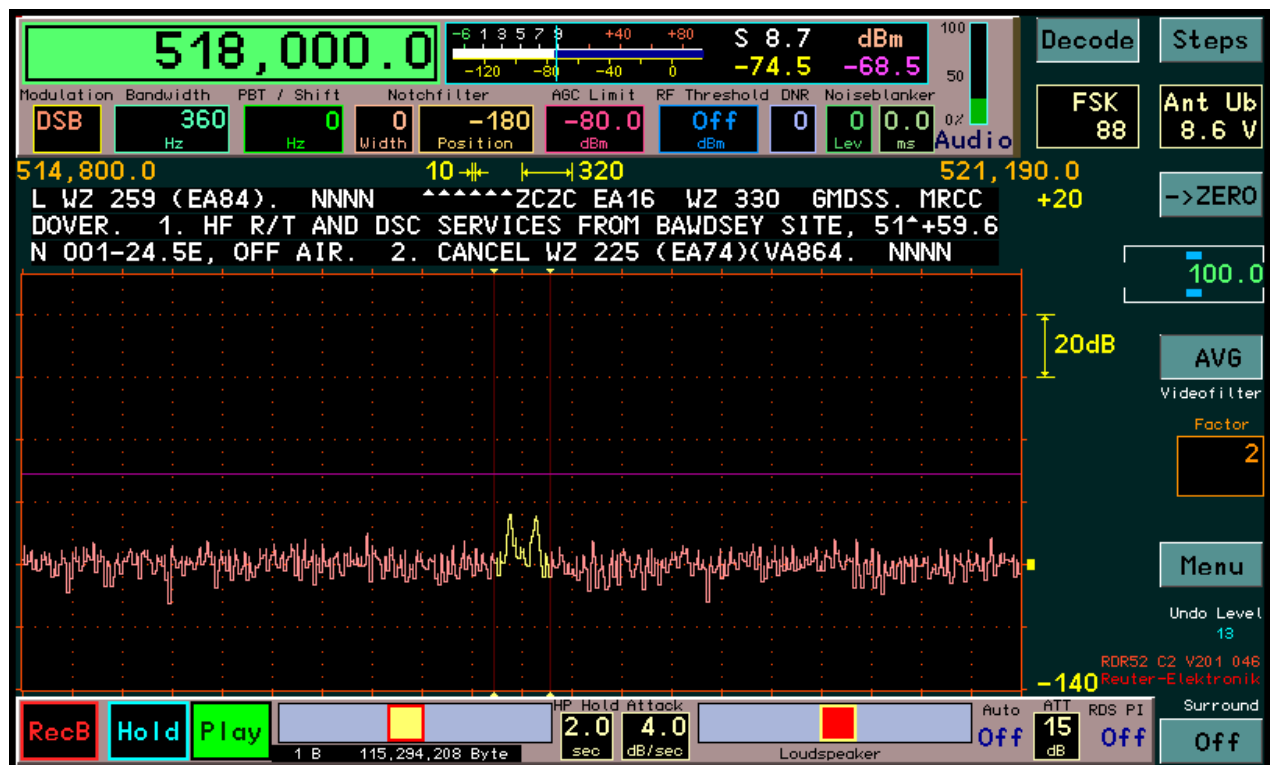 518,000.0
-6 1 3 5 7 9 +40 +80
-120 -80 -40 0
S 8.7 dBm
-74.5 -68.5
100
50
0%
Audio
Decode
Steps
Modulation Bandwidth PBT / Shift Notchfilter AGC Limit RF Threshold DNR Noiseblanker
DSB 360 0 0 -180 -80.0 Off 0 0 0.0
Hz Hz Width Position dBm dBm Lev ms
FSK
88
Ant Ub
8.6 V
514,800.0 10 320 521,190.0
L WZ 259 (EA84). NNNN ^^^^^^ZCZC EA16 WZ 330 GMDSS. MRCC
DOVER. 1. HF R/T AND DSC SERVICES FROM BAWDSEY SITE, 51^+59.6
N 001-24.5E, OFF AIR. 2. CANCEL WZ 225 (EA74)(VA864. NNNN
+20
->ZERO
100.0
20dB
AVG
Videofilter
Factor
2
Menu
Undo Level
13
RDR52 C2 V201 046
Reuter-Elektronik
-140
RecB Hold Play
1 B 115,294,208 Byte
HP Hold Attack
2.0 4.0
sec dB/sec
Loudspeaker
Auto
Off
ATT
15
dB
RDS PI
Off
Surround
Off